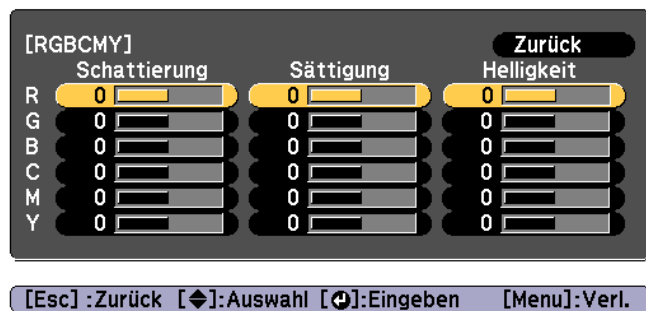 [RGBCMY] Zurück
Schattierung Sättigung Helligkeit
R 0 0 0
G 0 0 0
B 0 0 0
C 0 0 0
M 0 0 0
Y 0 0 0
[Esc] :Zurück [◆]:Auswahl [⏎]:Eingeben [Menu]:Verl.